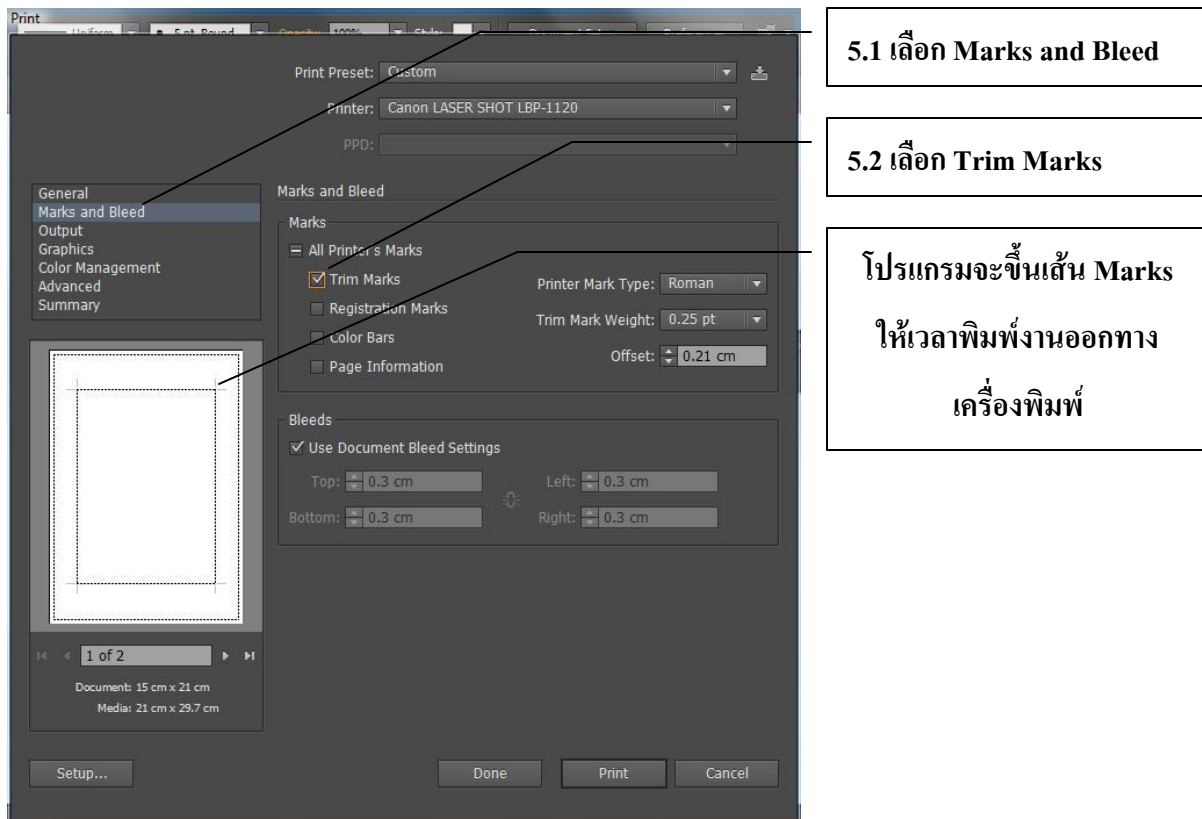 Print
Uniform 5 pt. Round Opacity: 100% Style:
Print Preset: Custom
Printer: Canon LASER SHOT LBP-1120
PPD:
General
Marks and Bleed
Output
Graphics
Color Management
Advanced
Summary
Marks and Bleed
Marks
All Printer's Marks
Trim Marks
Registration Marks
Color Bars
Page Information
Printer Mark Type: Roman
Trim Mark Weight: 0.25 pt
Offset: 0.21 cm
Bleeds
Use Document Bleed Settings
Top: 0.3 cm Left: 0.3 cm
Bottom: 0.3 cm Right: 0.3 cm
1 of 2
Document: 15 cm x 21 cm
Media: 21 cm x 29.7 cm
Setup... Done Print Cancel
5.1 เลือก Marks and Bleed
5.2 เลือก Trim Marks
โปรแกรมจะขึ้นเส้น Marks
ให้เวลาพิมพ์งานออกทาง
เครื่องพิมพ์